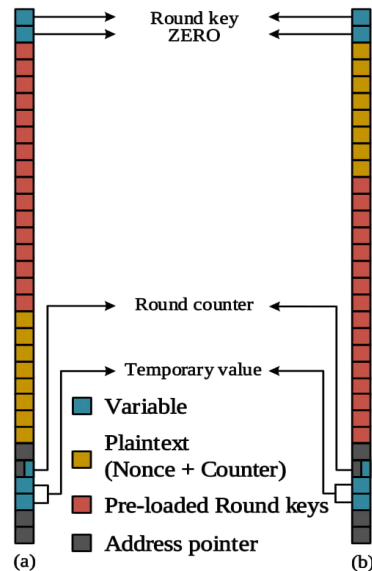 Round key
ZERO
Round counter
Temporary value
Variable
Plaintext
(Nonce + Counter)
Pre-loaded Round keys
Address pointer
(a)
(b)